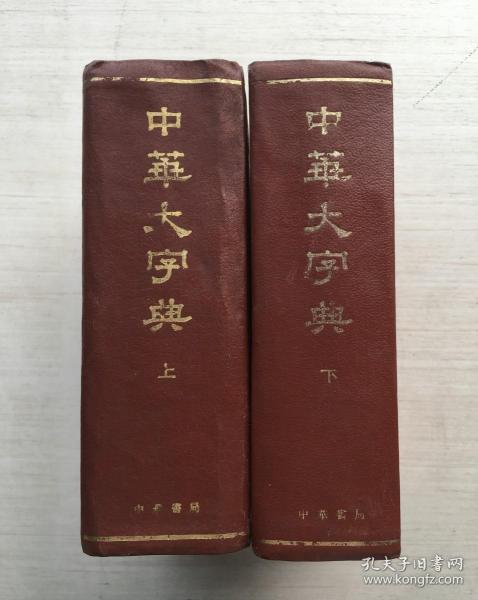 中華大字典
上
中華書局
中華大字典
下
中華書局
孔夫子旧书网
www.kongfz.com